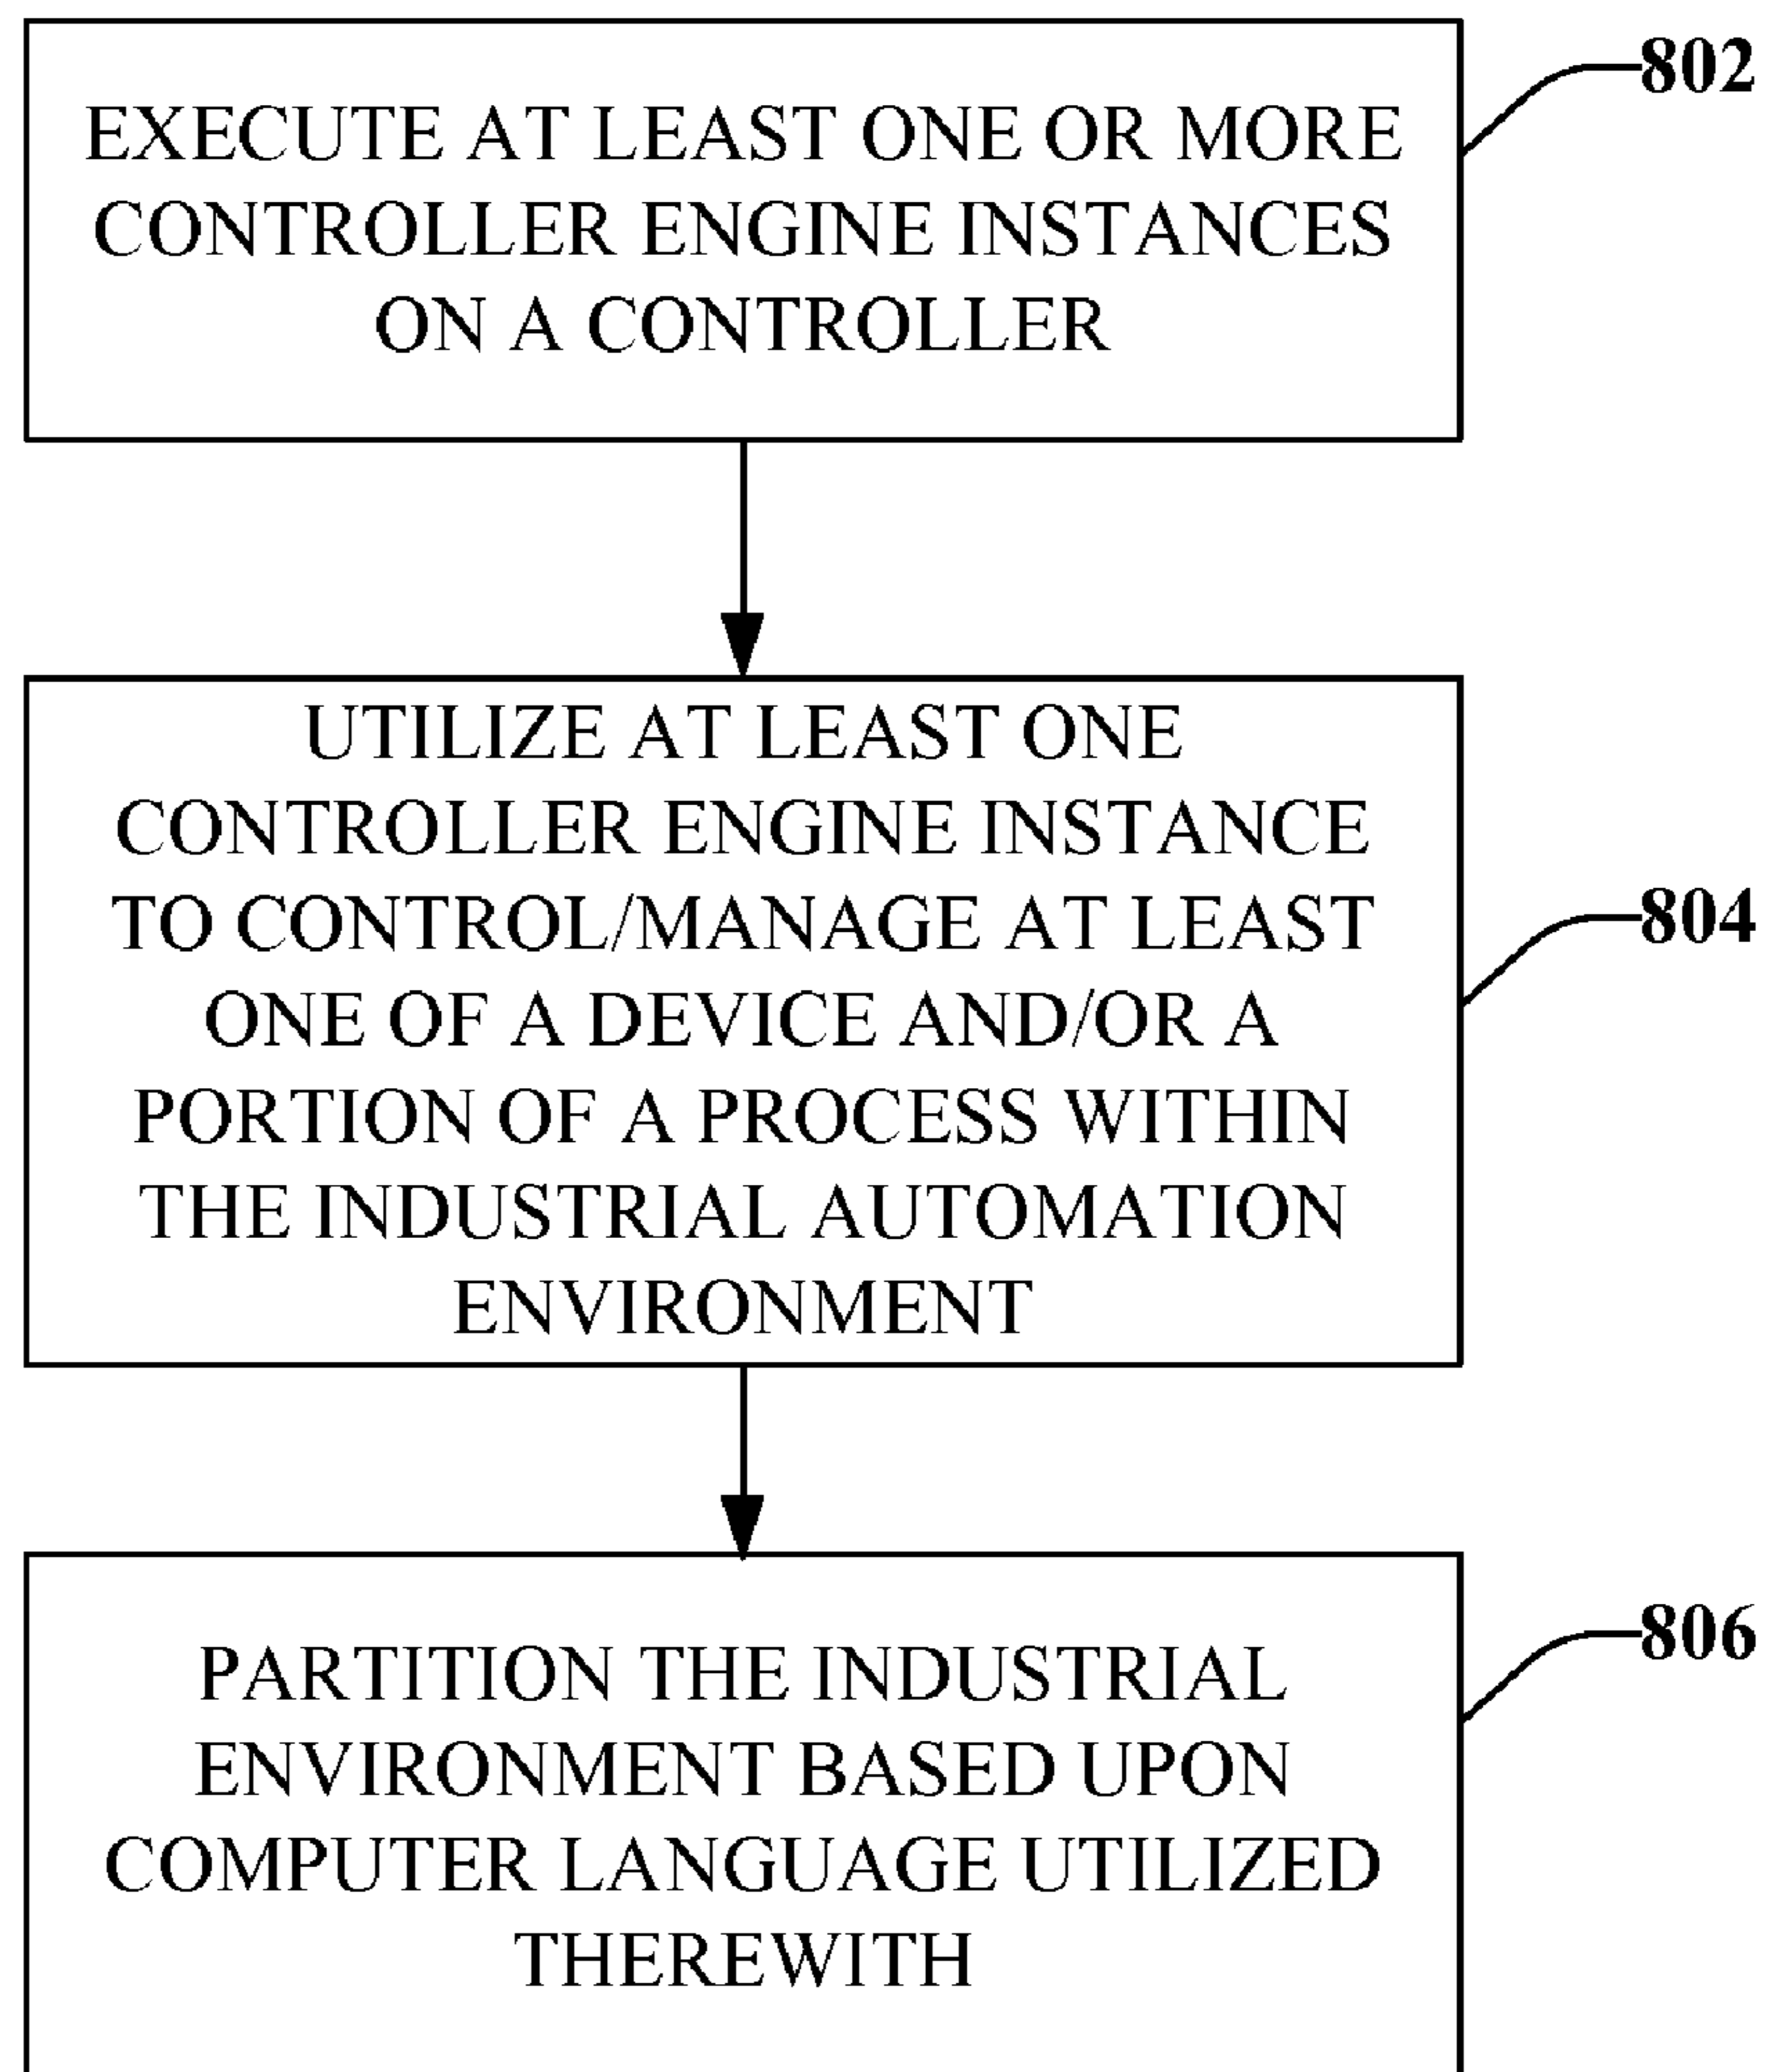 802
EXECUTE AT LEAST ONE OR MORE
CONTROLLER ENGINE INSTANCES
ON A CONTROLLER
UTILIZE AT LEAST ONE
CONTROLLER ENGINE INSTANCE
TO CONTROL/MANAGE AT LEAST
ONE OF A DEVICE AND/OR A
PORTION OF A PROCESS WITHIN
THE INDUSTRIAL AUTOMATION
ENVIRONMENT
804
PARTITION THE INDUSTRIAL
ENVIRONMENT BASED UPON
COMPUTER LANGUAGE UTILIZED
THEREWITH
806